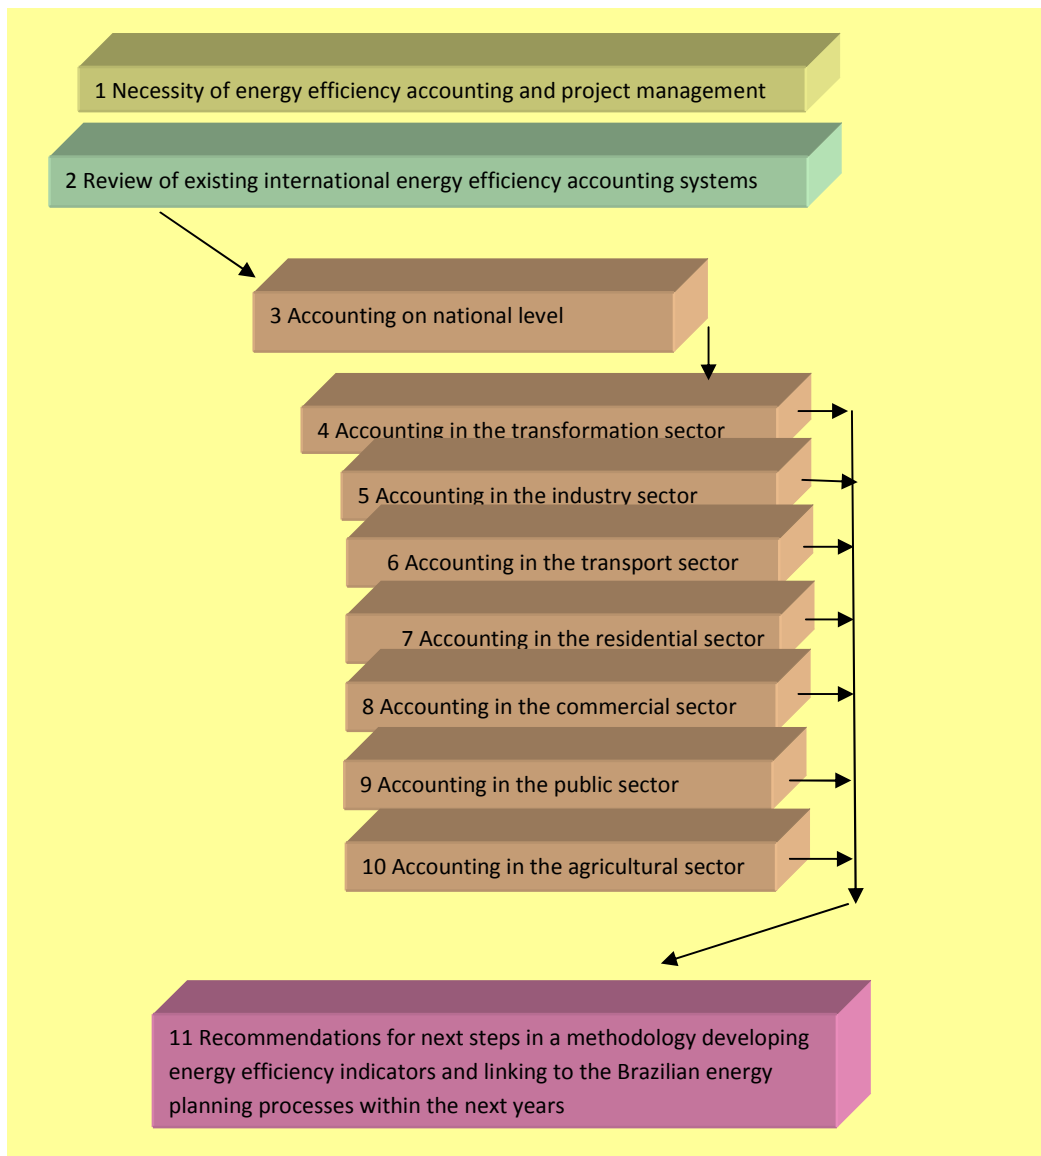 1 Necessity of energy efficiency accounting and project management
2 Review of existing international energy efficiency accounting systems
3 Accounting on national level
4 Accounting in the transformation sector
5 Accounting in the industry sector
6 Accounting in the transport sector
7 Accounting in the residential sector
8 Accounting in the commercial sector
9 Accounting in the public sector
10 Accounting in the agricultural sector
11 Recommendations for next steps in a methodology developing
energy efficiency indicators and linking to the Brazilian energy
planning processes within the next years